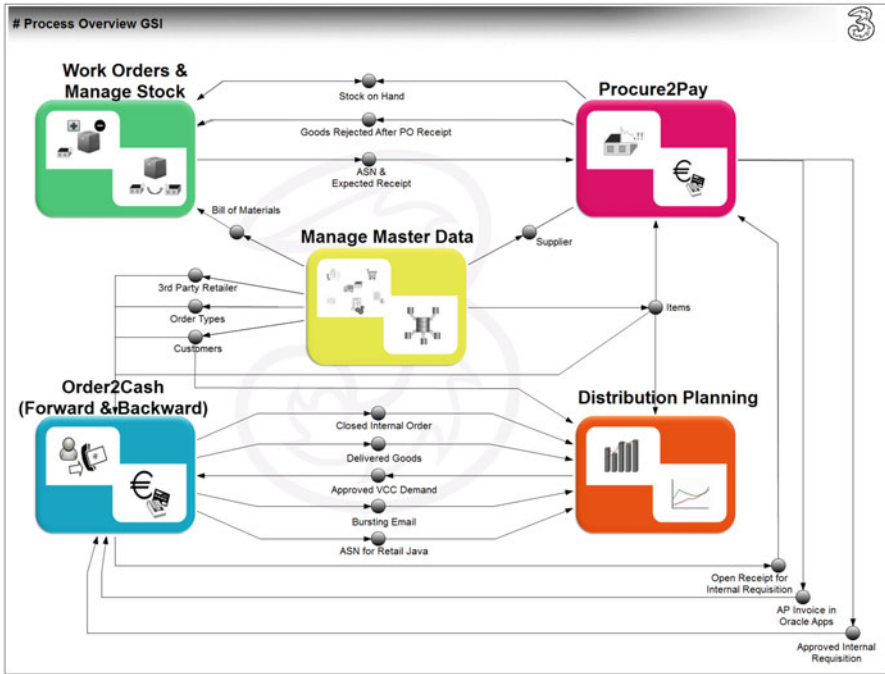 # Process Overview GSI
3
Work Orders &
Manage Stock
Stock on Hand
Procure2Pay
Goods Rejected After PO Receipt
!!
€
ASN &
Expected Receipt
Bill of Materials
Manage Master Data
Supplier
3rd Party Retailer
Order Types
Items
Customers
Order2Cash
(Forward & Backward)
Distribution Planning
Closed Internal Order
Delivered Goods
€
Approved VCC Demand
Bursting Email
ASN for Retail Java
Open Receipt for
Internal Requisition
AP Invoice in
Oracle Apps
Approved Internal
Requisition